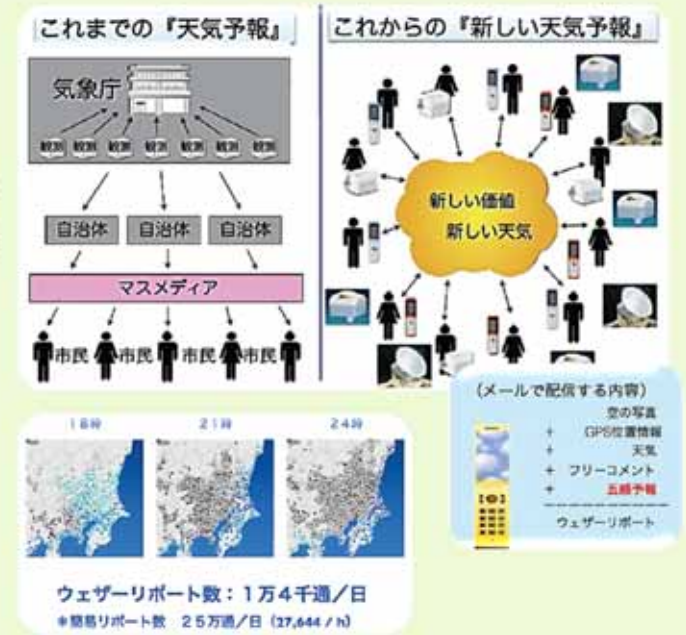 これまでの『天気予報』
気象庁
観測 観測 観測 観測 観測 観測 観測
自治体 自治体 自治体
マスメディア
市民 市民 市民 市民
これからの『新しい天気予報』
新しい価値
新しい天気
(メールで配信する内容)
空の写真
+ GPS位置情報
+ 天気
+ フリーコメント
+ 五感予報
ウェザーリポート
18時 21時 24時
ウェザーリポート数：1万4千通／日
*簡易リポート数 25万通／日 (27,644 / h)